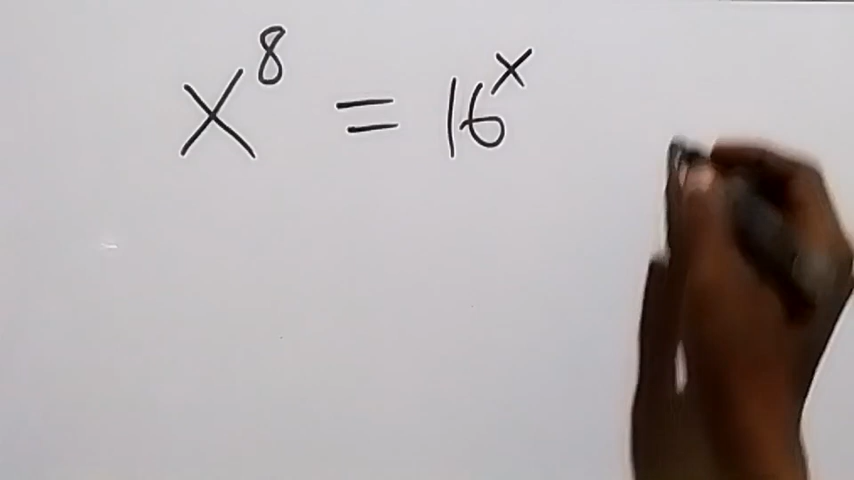 x⁸ = 16ˣ